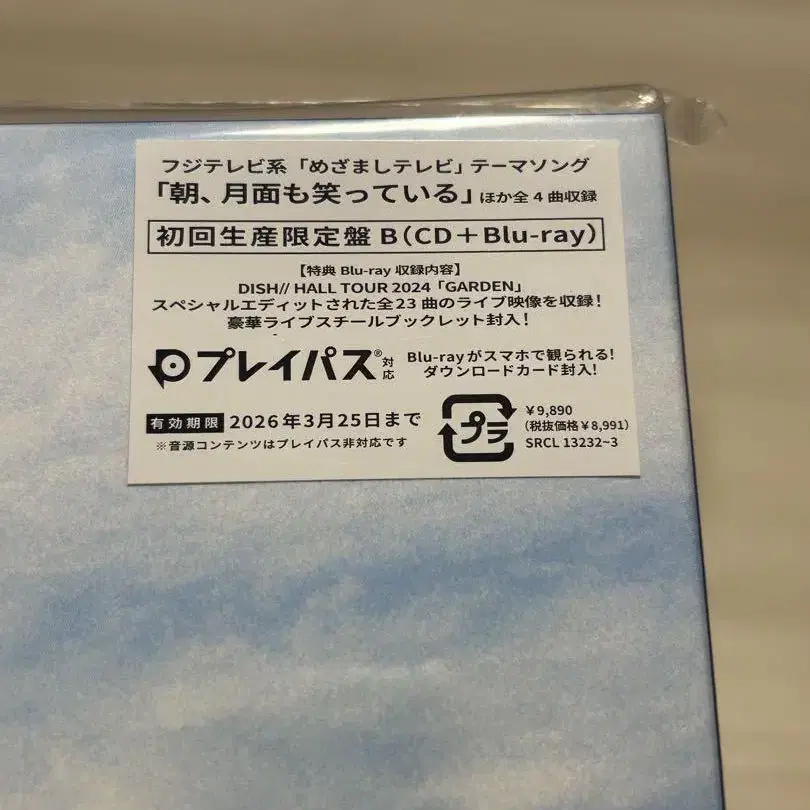 フジテレビ系「めざましテレビ」テーマソング
「朝、月面も笑っている」ほか全4曲収録
初回生産限定盤 B(CD+Blu-ray)
【特典 Blu-ray 収録内容】
DISH// HALL TOUR 2024「GARDEN」
スペシャルエディットされた全23曲のライブ映像を収録!
豪華ライブスチールブックレット封入!
プレイパス®対応
Blu-rayがスマホで観られる!
ダウンロードカード封入!
有効期限 2026年3月25日まで
※音源コンテンツはプレイパス非対応です
プラ
¥9,890
(税抜価格¥8,991)
SRCL 13232~3